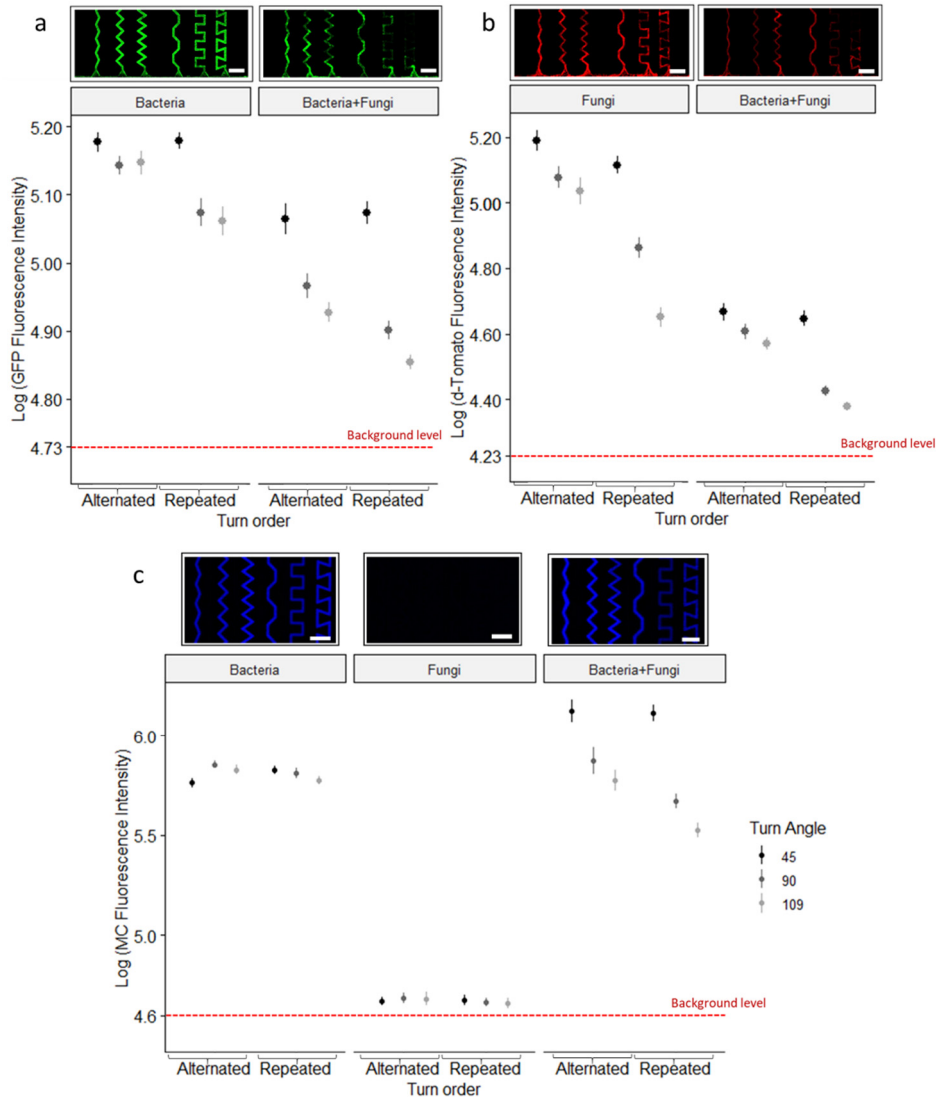 a
b
Bacteria
Bacteria+Fungi
Fungi
Bacteria+Fungi
Log (GFP Fluorescence Intensity)
5.20
5.10
5.00
4.90
4.80
4.73
Background level
Alternated Repeated Alternated Repeated
Turn order
Log (d-Tomato Fluorescence Intensity)
5.20
5.00
4.80
4.60
4.40
4.23
Background level
Alternated Repeated Alternated Repeated
Turn order
c
Bacteria
Fungi
Bacteria+Fungi
Log (MC Fluorescence Intensity)
6.0
5.5
5.0
4.6
Background level
Alternated Repeated Alternated Repeated Alternated Repeated
Turn order
Turn Angle
45
90
109